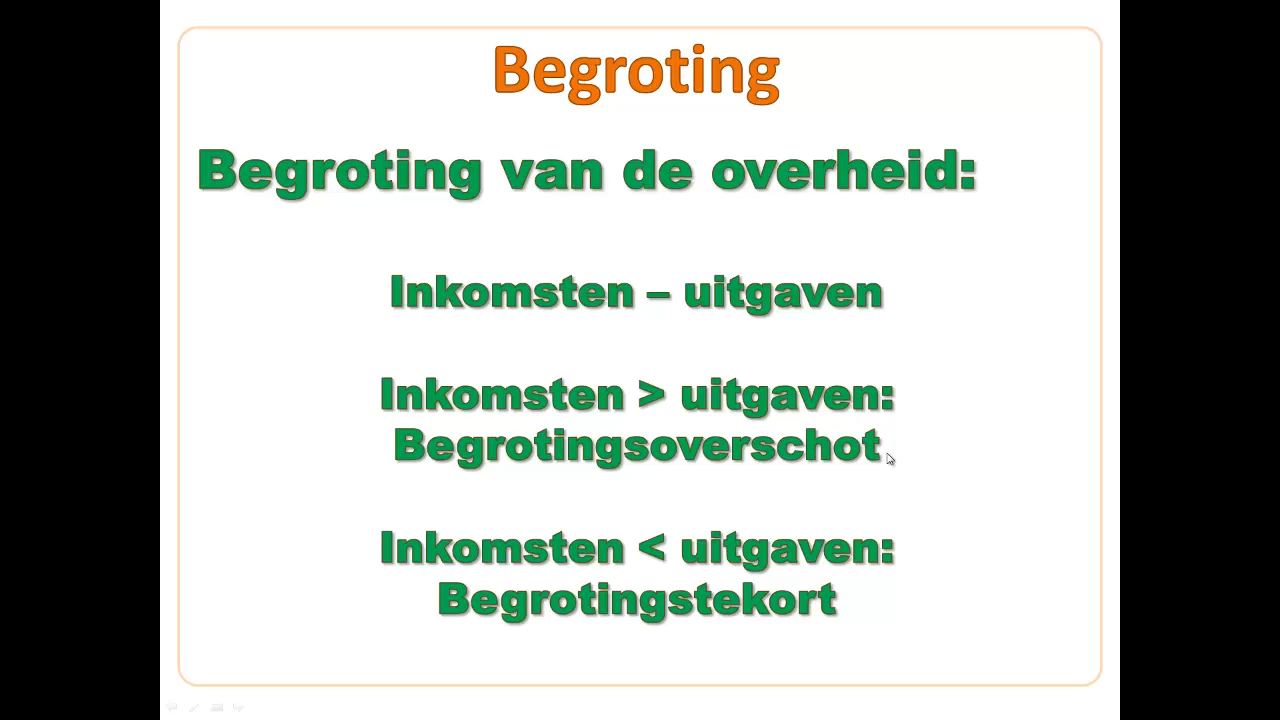 Begroting
Begroting van de overheid:
Inkomsten – uitgaven
Inkomsten > uitgaven:
Begrotingsoverschot
Inkomsten < uitgaven:
Begrotingstekort